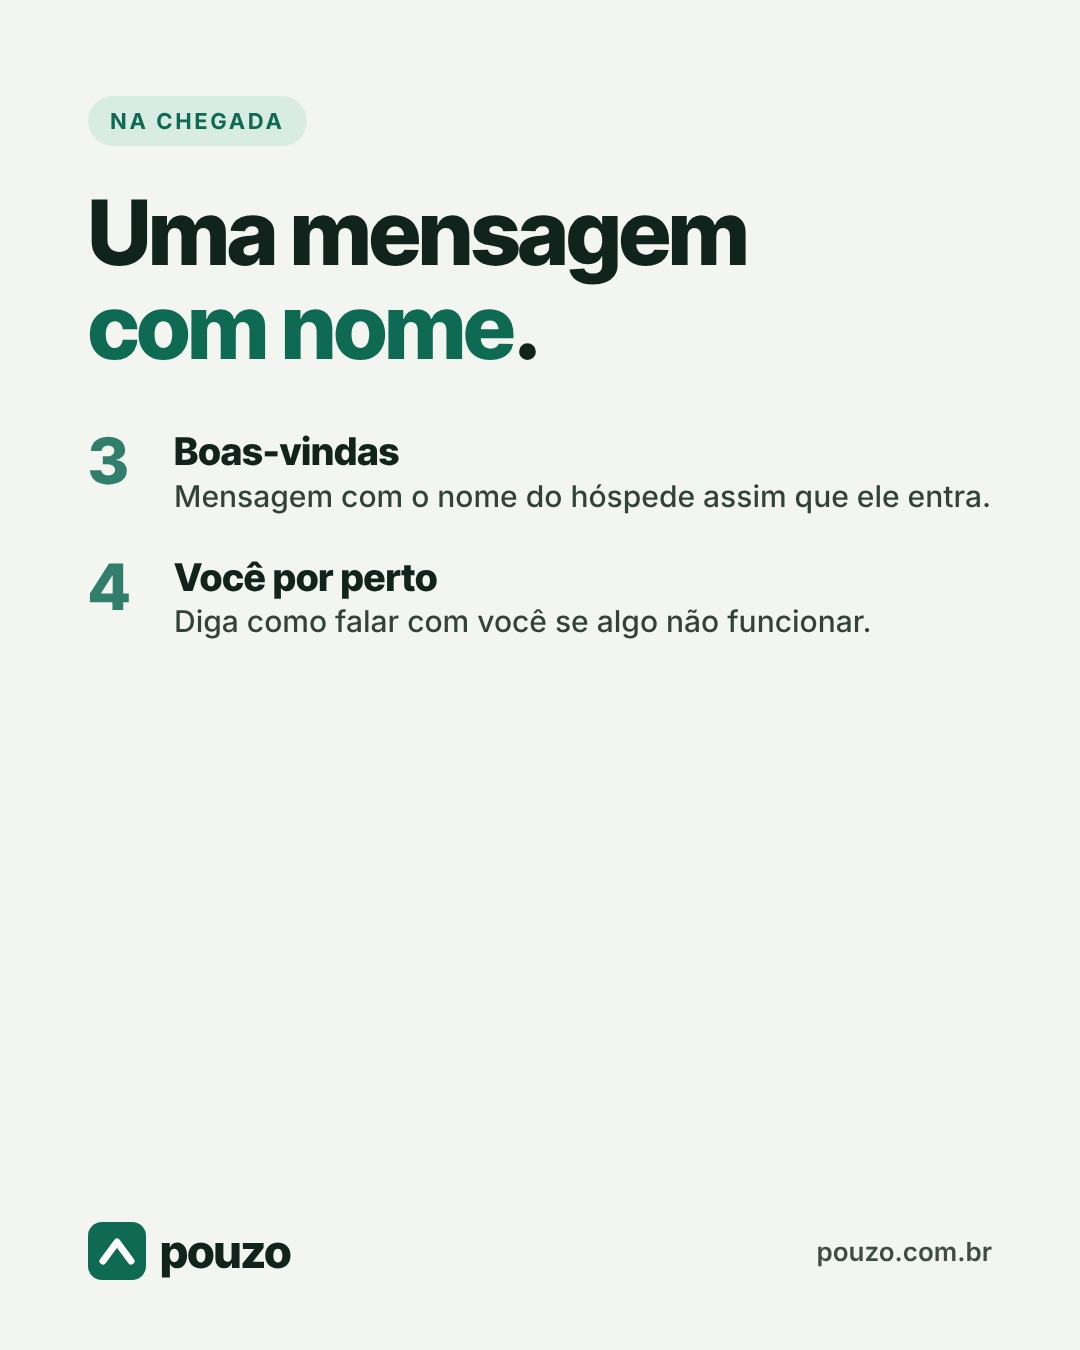 NA CHEGADA
Uma mensagem
com nome.
3 Boas-vindas
Mensagem com o nome do hóspede assim que ele entra.
4 Você por perto
Diga como falar com você se algo não funcionar.
pouzo
pouzo.com.br